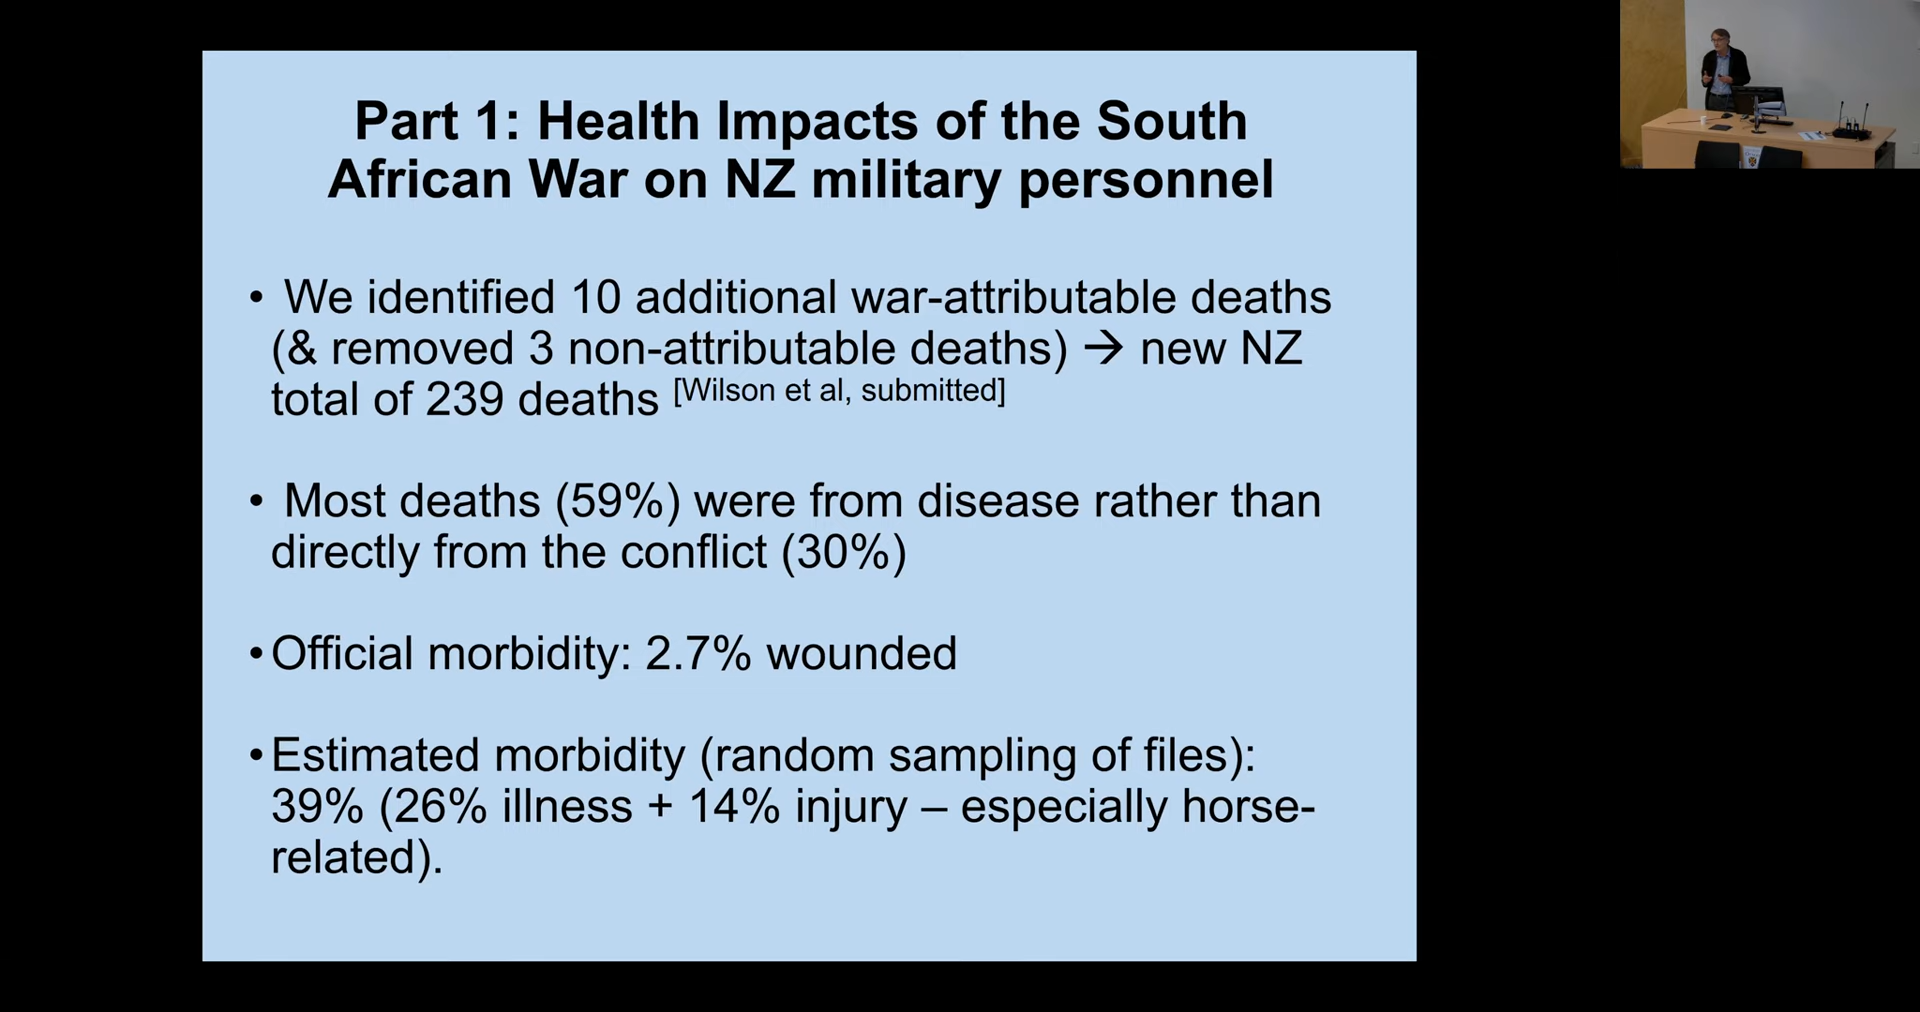 Part 1: Health Impacts of the South
African War on NZ military personnel
• We identified 10 additional war-attributable deaths
(& removed 3 non-attributable deaths) → new NZ
total of 239 deaths [Wilson et al, submitted]
• Most deaths (59%) were from disease rather than
directly from the conflict (30%)
• Official morbidity: 2.7% wounded
• Estimated morbidity (random sampling of files):
39% (26% illness + 14% injury – especially horse-
related).